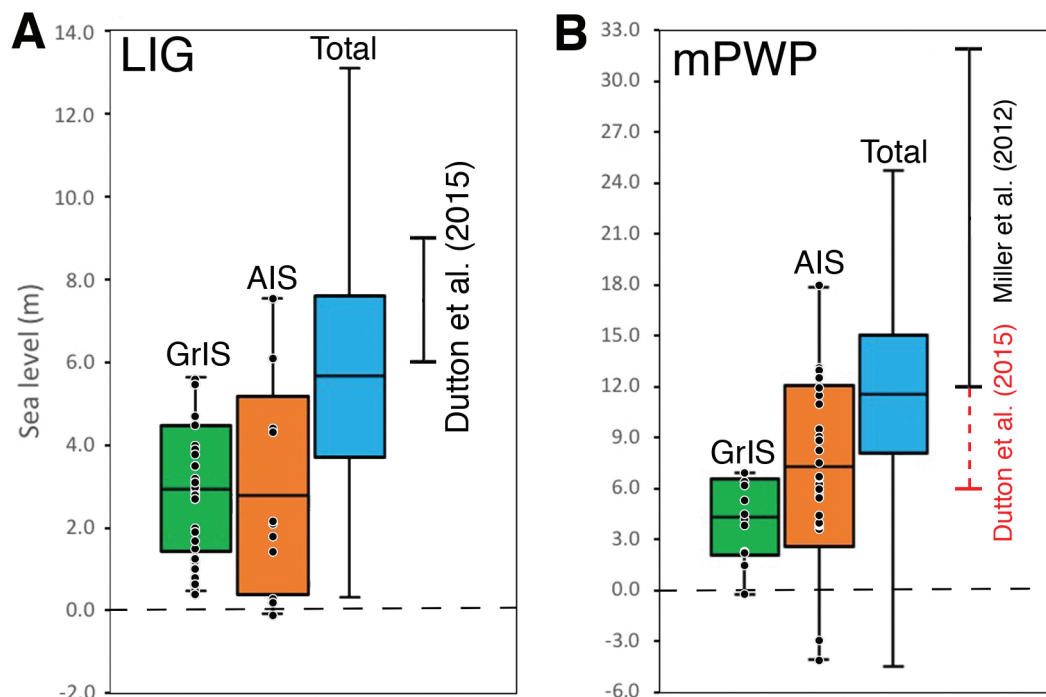 A
LIG
Total
AIS
GrIS
Sea level (m)
14.0
12.0
10.0
8.0
6.0
4.0
2.0
0.0
-2.0
Dutton et al. (2015)
B
mPWP
Total
AIS
GrIS
33.0
30.0
27.0
24.0
21.0
18.0
15.0
12.0
9.0
6.0
3.0
0.0
-3.0
-6.0
Miller et al. (2012)
Dutton et al. (2015)